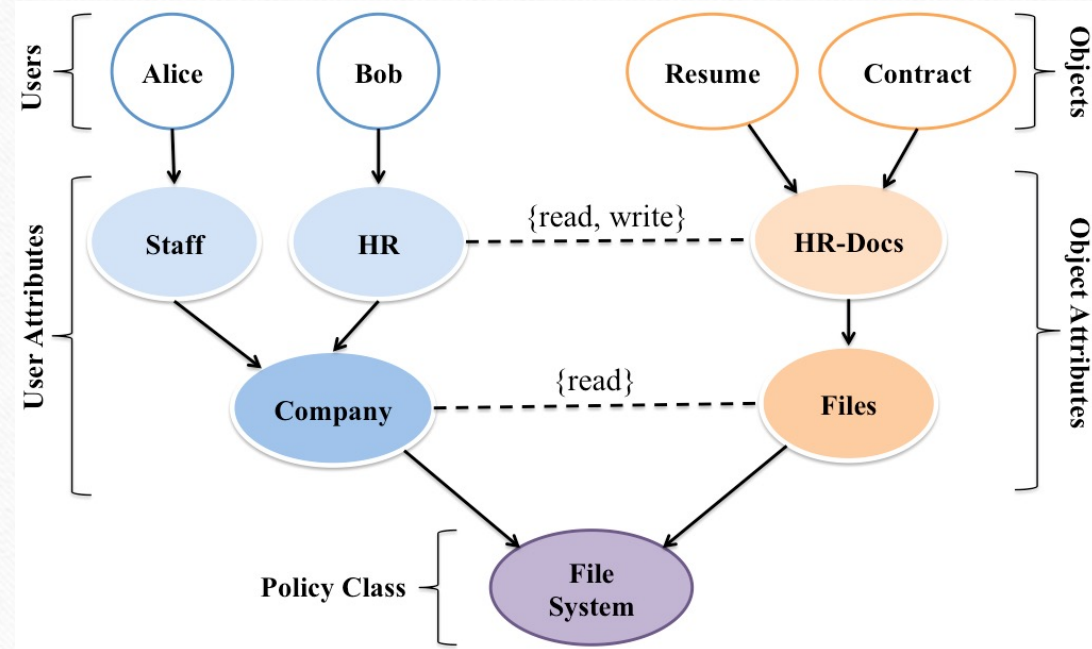 Users
Alice
Bob
Resume
Contract
Objects
User Attributes
Staff
HR
{read, write}
HR-Docs
Object Attributes
Company
{read}
Files
Policy Class
File
System